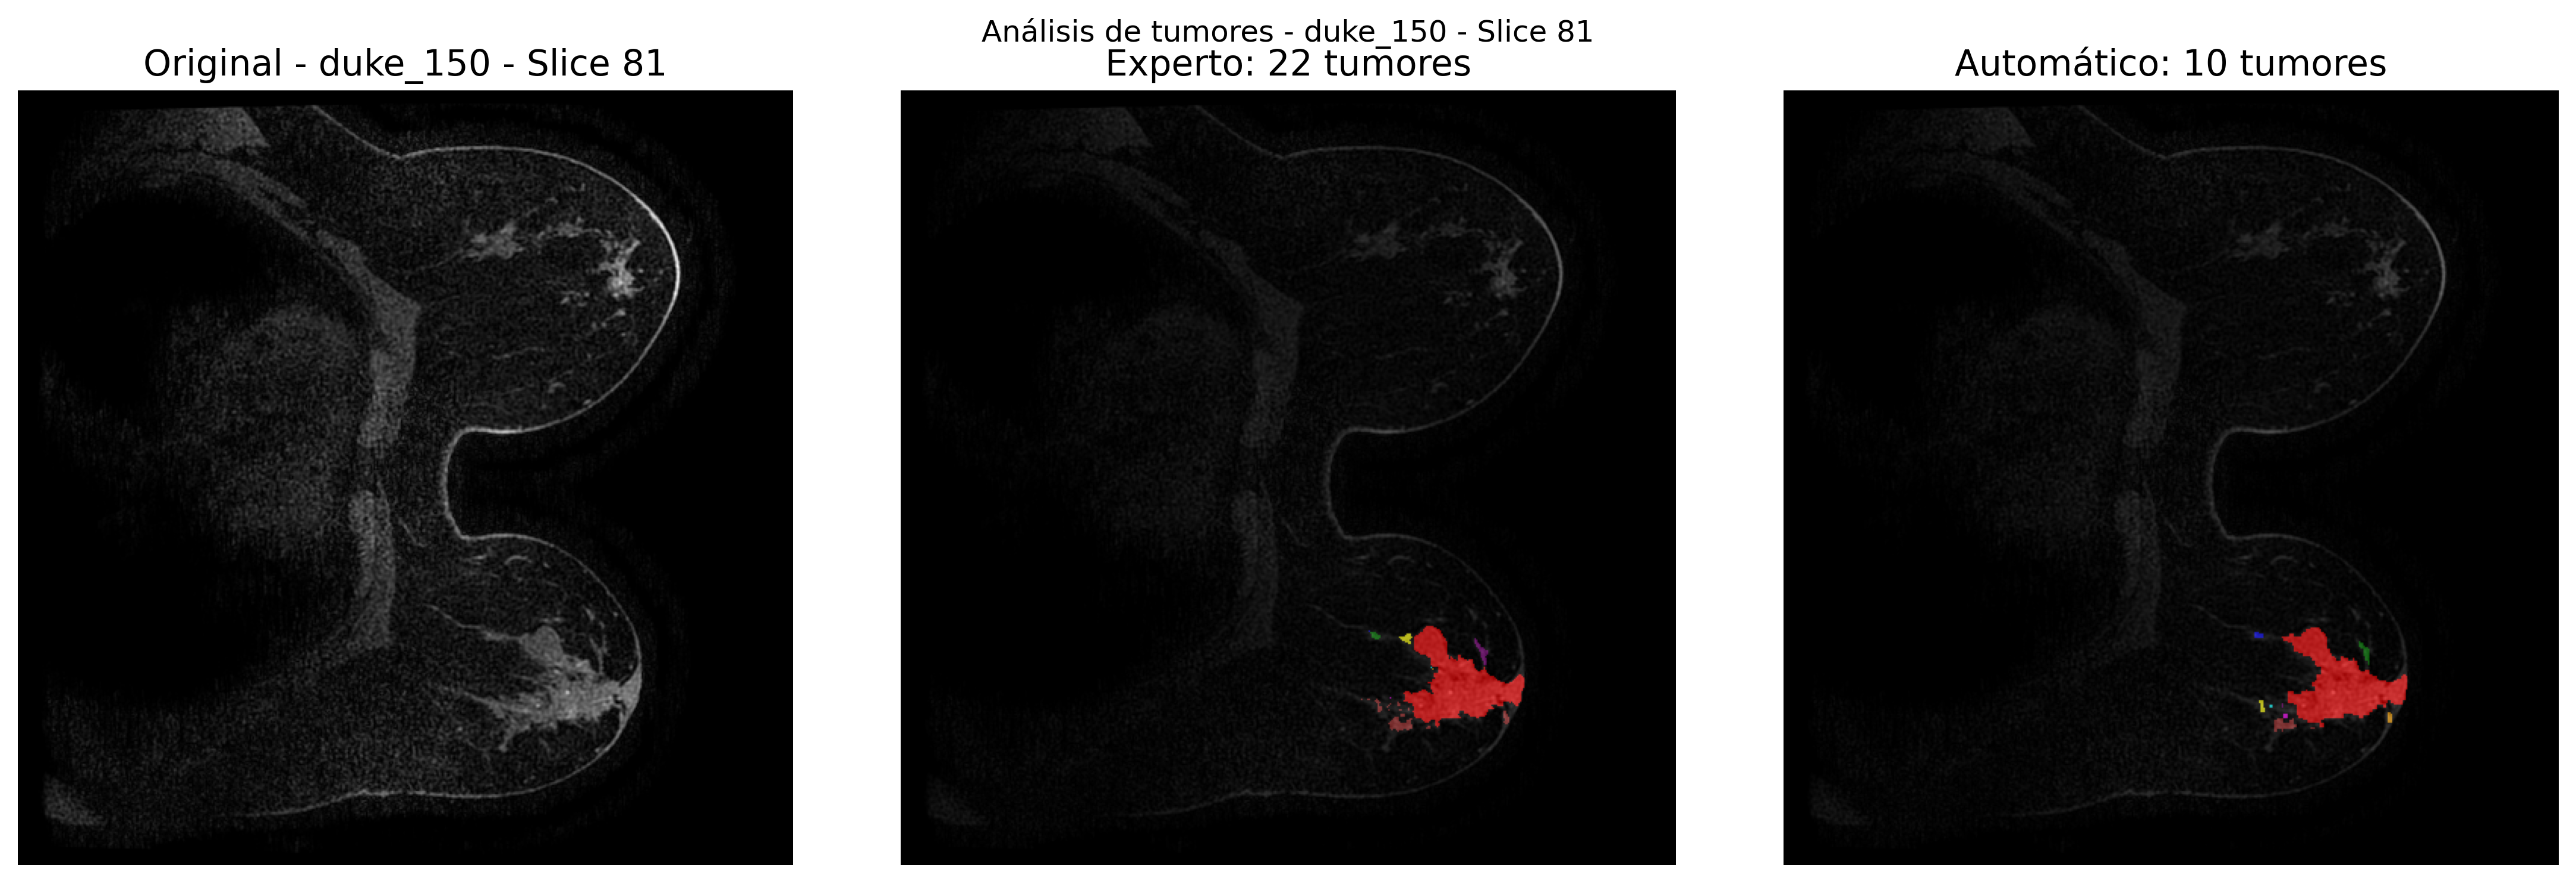 Análisis de tumores - duke_150 - Slice 81
Original - duke_150 - Slice 81
Experto: 22 tumores
Automático: 10 tumores